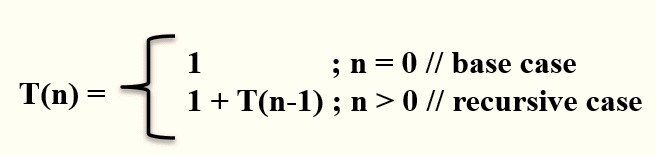 1 ; n = 0 // base case
T(n) =
1 + T(n-1) ; n > 0 // recursive case